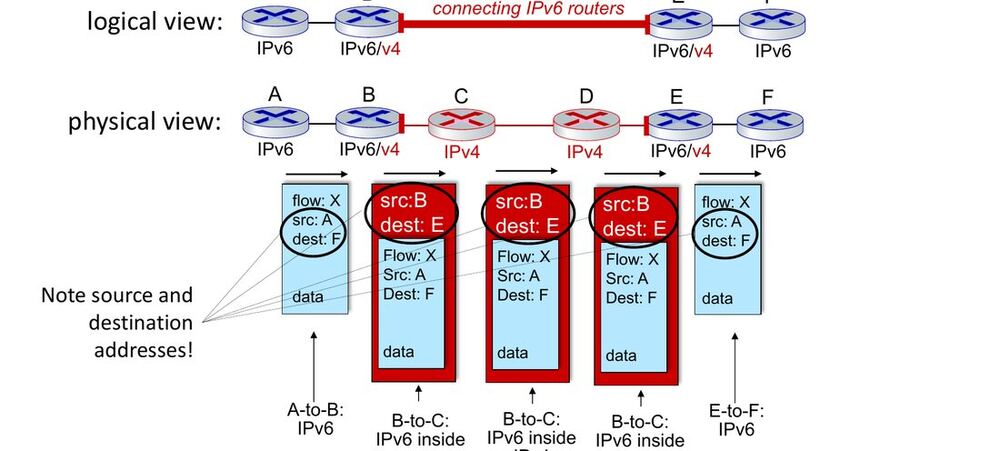 connecting IPv6 routers
logical view:
IPv6
IPv6/v4
IPv6/v4
IPv6
A
B
C
D
E
F
physical view:
IPv6
IPv6/v4
IPv4
IPv4
IPv6/v4
IPv6
flow: X
src: A
dest: F
data
src:B
dest: E
Flow: X
Src: A
Dest: F
data
src:B
dest: E
Flow: X
Src: A
Dest: F
data
src:B
dest: E
Flow: X
Src: A
Dest: F
data
flow: X
src: A
dest: F
data
Note source and
destination
addresses!
A-to-B:
IPv6
B-to-C:
IPv6 inside
B-to-C:
IPv6 inside
B-to-C:
IPv6 inside
E-to-F:
IPv6